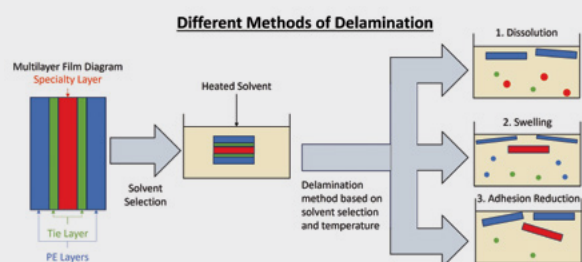 Different Methods of Delamination
Multilayer Film Diagram
Specialty Layer
Tie Layer
PE Layers
Solvent
Selection
Heated Solvent
Delamination
method based on
solvent selection
and temperature
1. Dissolution
2. Swelling
3. Adhesion Reduction